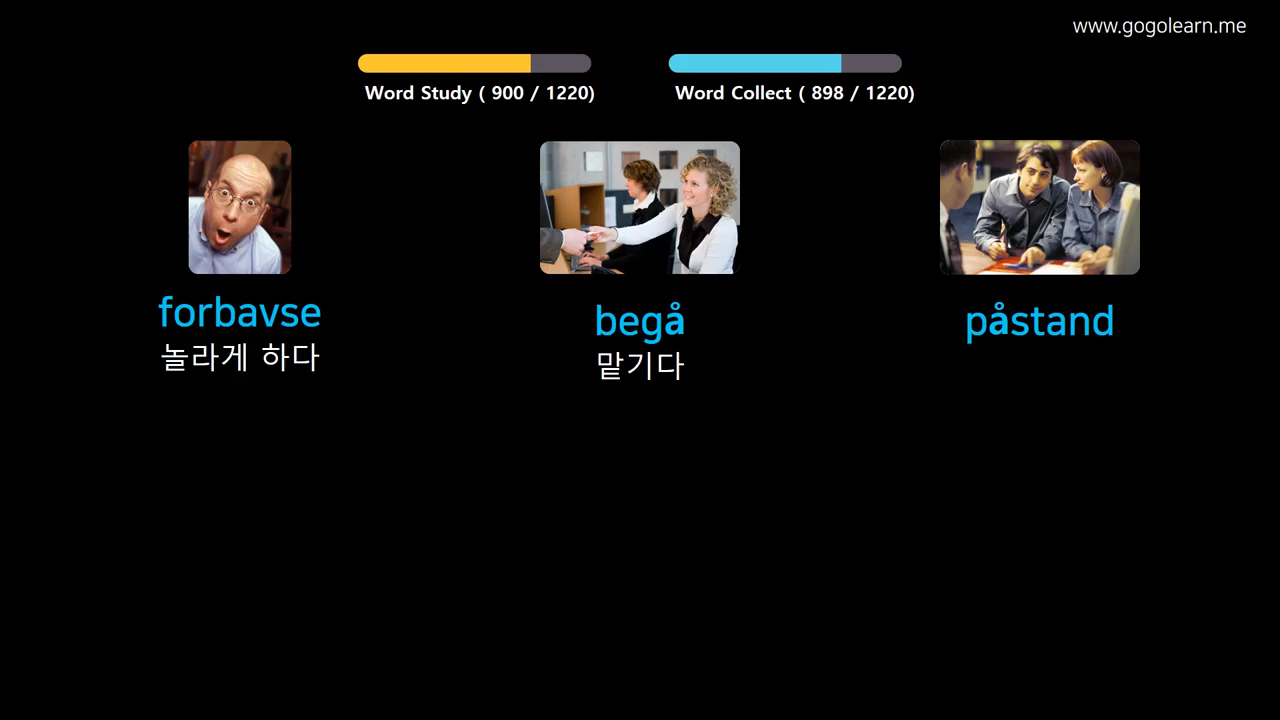 www.gogolearn.me
Word Study ( 900 / 1220)
Word Collect ( 898 / 1220)
forbavse
놀라게 하다
begå
맡기다
påstand